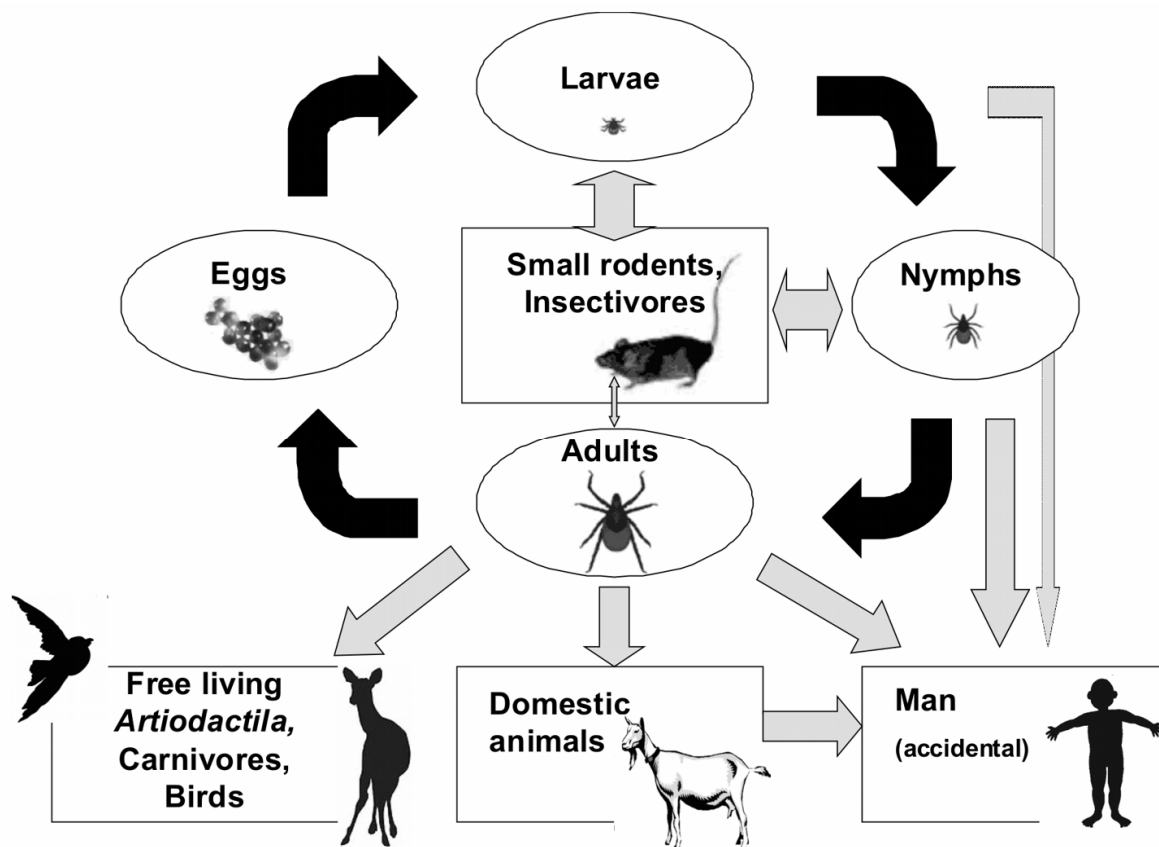 Larvae
Eggs
Small rodents,
Insectivores
Nymphs
Adults
Free living
Artiodactila,
Carnivores,
Birds
Domestic
animals
Man
(accidental)